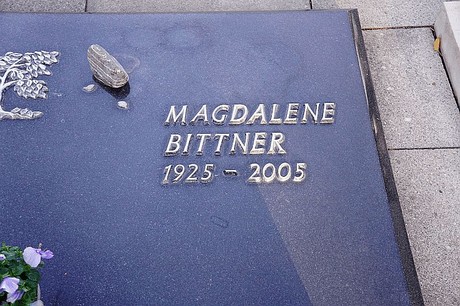 MAGDALENE
BITTNER
1925 - 2005